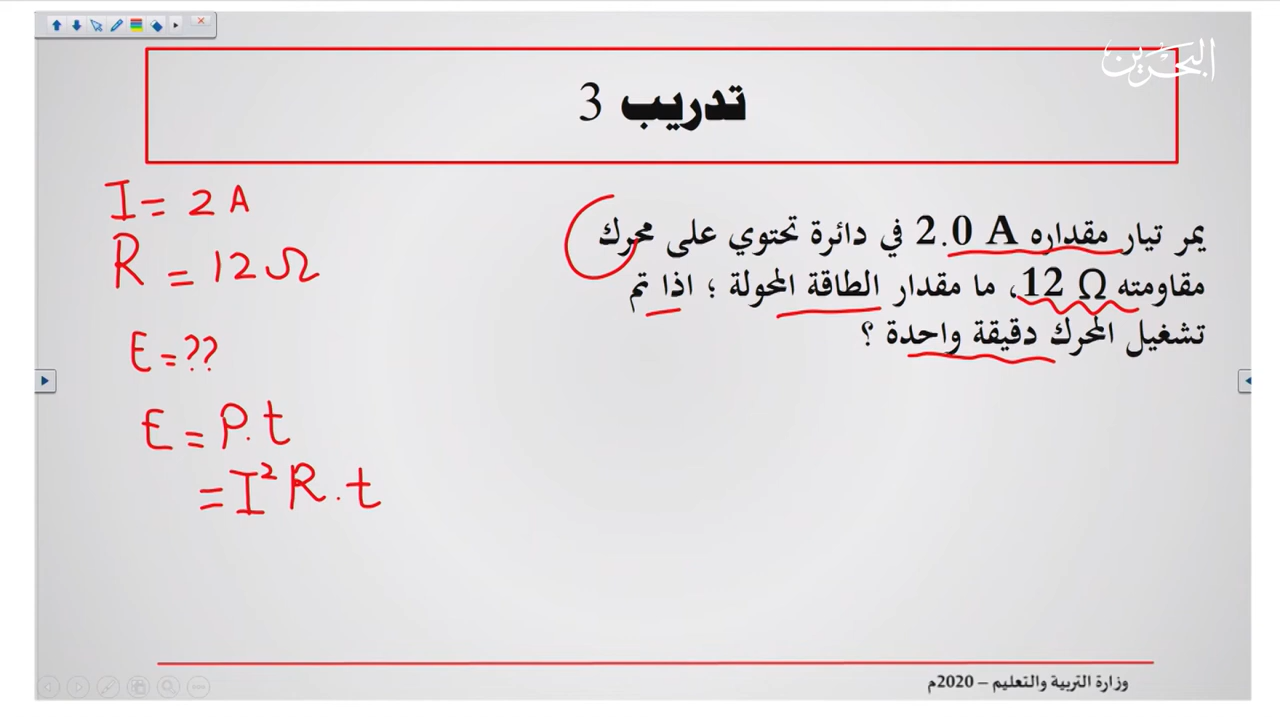 البحرين
تدريب 3
يمر تيار مقداره 2.0 A في دائرة تحتوي على محرك
مقاومته 12 Ω، ما مقدار الطاقة المحولة ؛ اذا تم
تشغيل المحرك دقيقة واحدة ؟
I = 2 A
R = 12 Ω
E = ??
E = P.t
= I² R . t
وزارة التربية والتعليم – 2020م